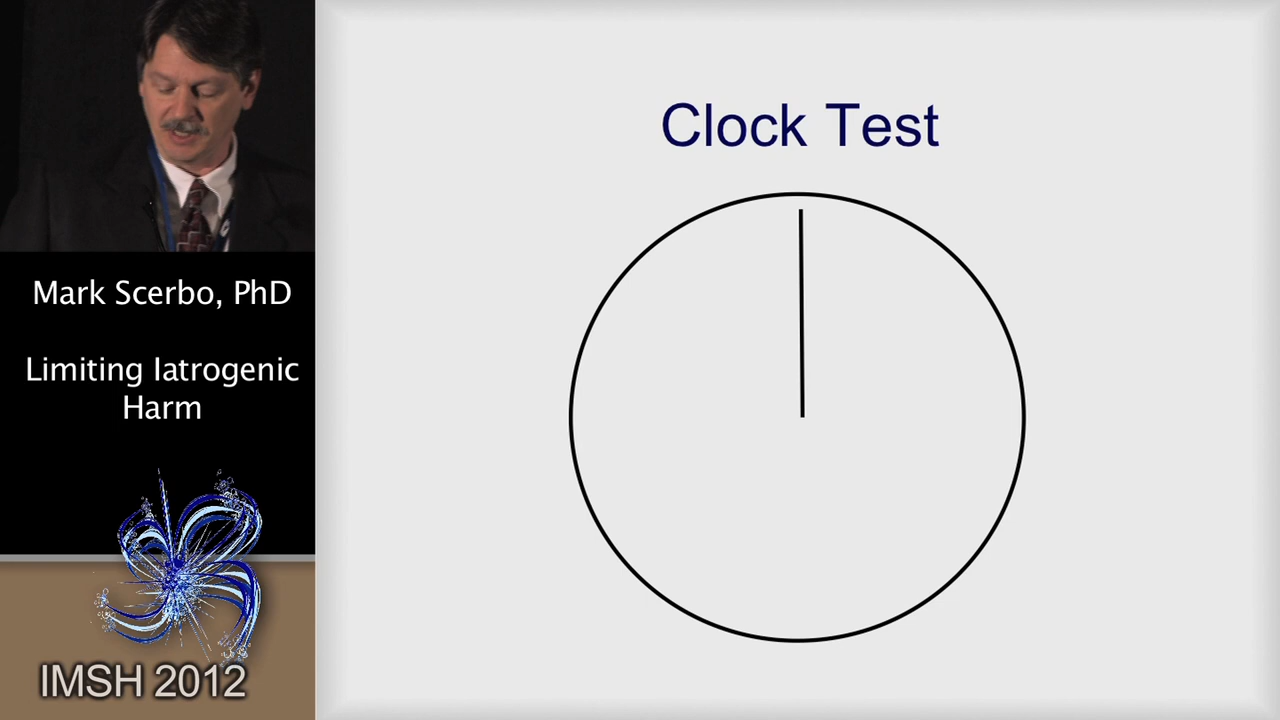 Clock Test
Mark Scerbo, PhD
Limiting Iatrogenic
Harm
IMSH 2012